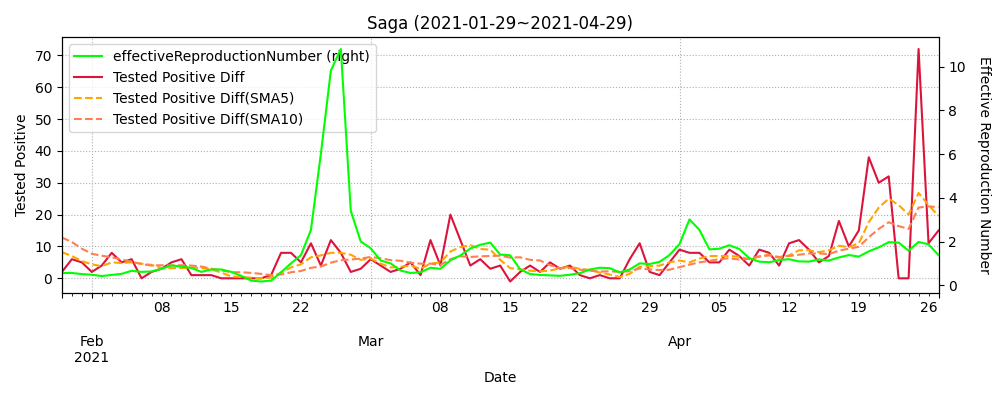 Saga (2021-01-29~2021-04-29)
effectiveReproductionNumber (right)
Tested Positive Diff
Tested Positive Diff(SMA5)
Tested Positive Diff(SMA10)
Tested Positive
70
60
50
40
30
20
10
0
Effective Reproduction Number
10
8
6
4
2
0
08 15 22 08 15 22 29 05 12 19 26
Feb Mar Apr
2021
Date